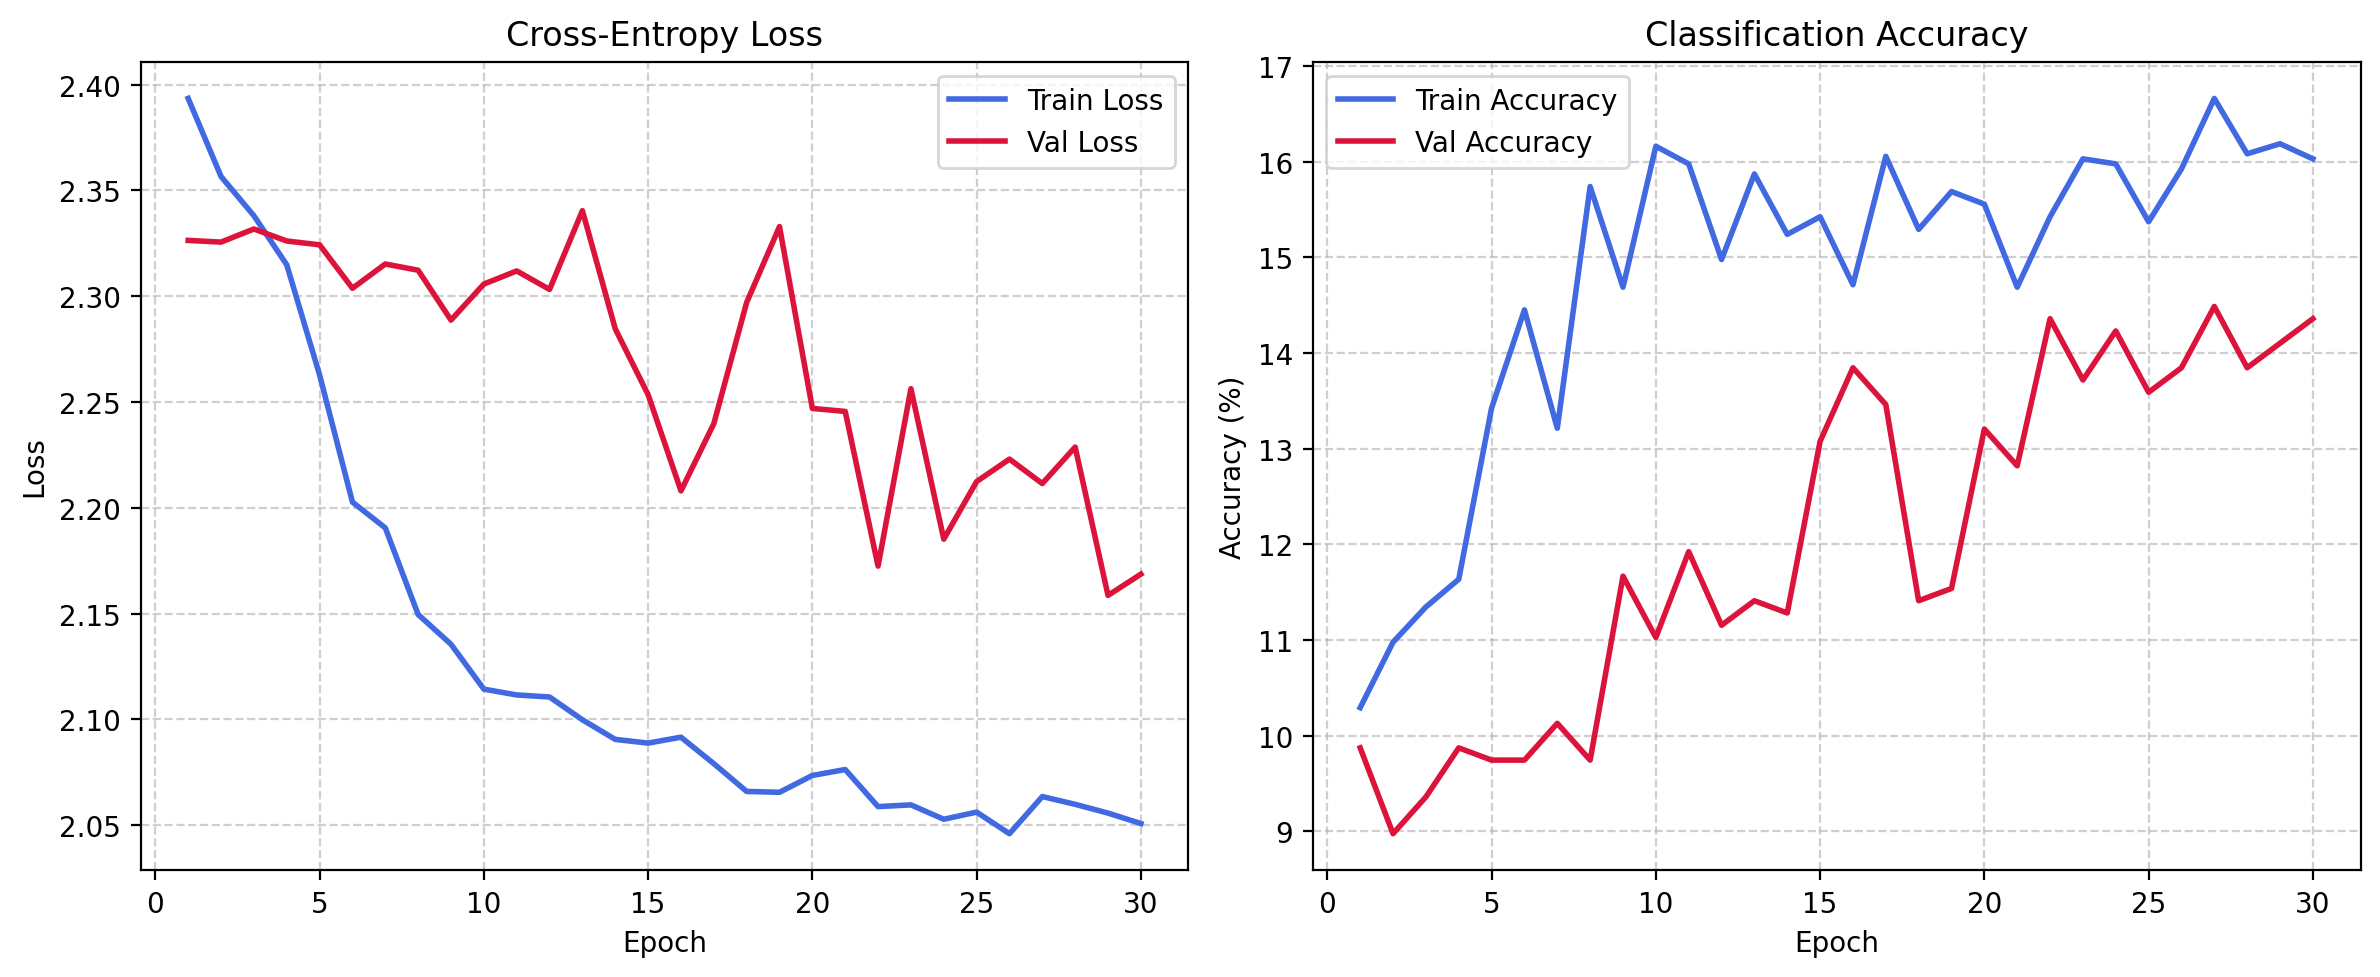 Cross-Entropy Loss
2.40
2.35
2.30
2.25
2.20
2.15
2.10
2.05
Loss
Train Loss
Val Loss
0 5 10 15 20 25 30
Epoch
Classification Accuracy
17
16
15
14
13
12
11
10
9
Accuracy (%)
Train Accuracy
Val Accuracy
0 5 10 15 20 25 30
Epoch